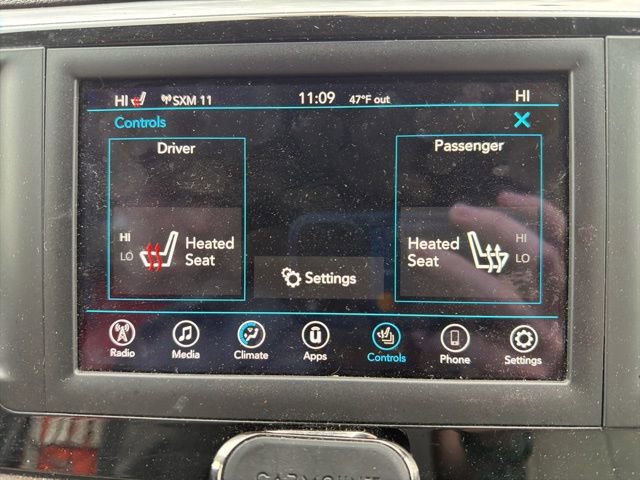 HI SXM 11 11:09 47°F out HI
Controls
Driver
Passenger
HI
LO
Heated
Seat
Settings
Heated
Seat
HI
LO
Radio Media Climate Apps Controls Phone Settings